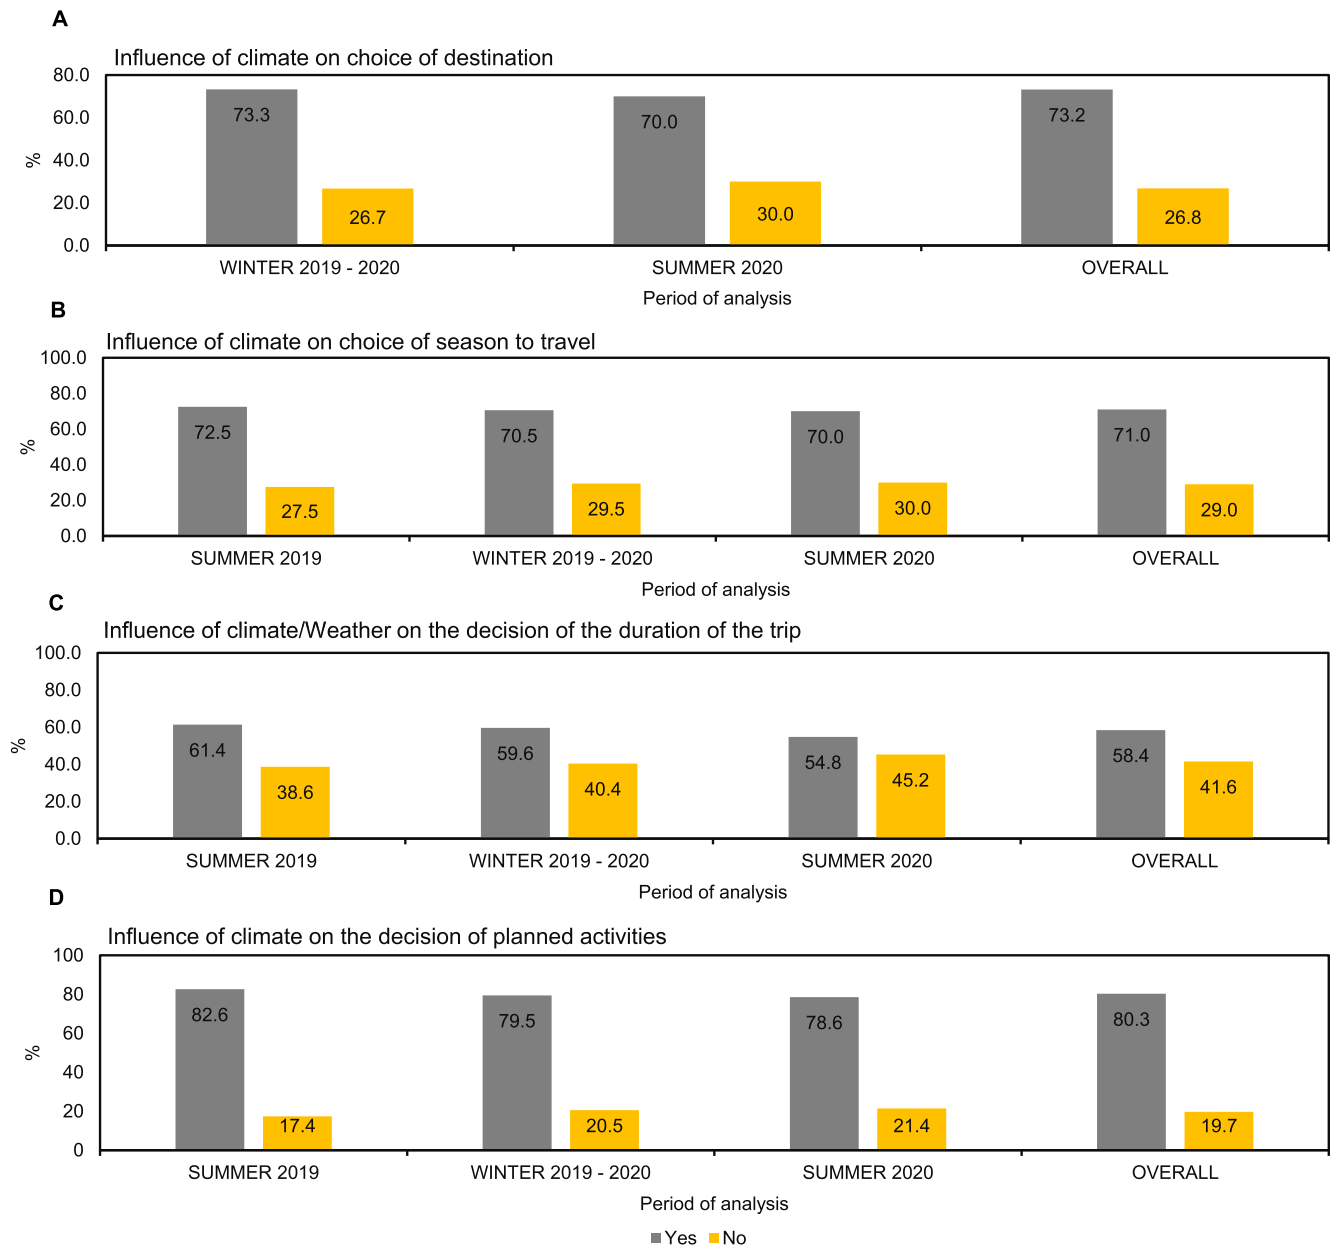 A
Influence of climate on choice of destination
80.0
60.0
40.0
20.0
0.0
%
73.3
26.7
70.0
30.0
73.2
26.8
WINTER 2019 - 2020
SUMMER 2020
OVERALL
Period of analysis
B
Influence of climate on choice of season to travel
100.0
80.0
60.0
40.0
20.0
0.0
%
72.5
27.5
70.5
29.5
70.0
30.0
71.0
29.0
SUMMER 2019
WINTER 2019 - 2020
SUMMER 2020
OVERALL
Period of analysis
C
Influence of climate/Weather on the decision of the duration of the trip
100.0
80.0
60.0
40.0
20.0
0.0
%
61.4
38.6
59.6
40.4
54.8
45.2
58.4
41.6
SUMMER 2019
WINTER 2019 - 2020
SUMMER 2020
OVERALL
Period of analysis
D
Influence of climate on the decision of planned activities
100
80
60
40
20
0
%
82.6
17.4
79.5
20.5
78.6
21.4
80.3
19.7
SUMMER 2019
WINTER 2019 - 2020
SUMMER 2020
OVERALL
Period of analysis
Yes No